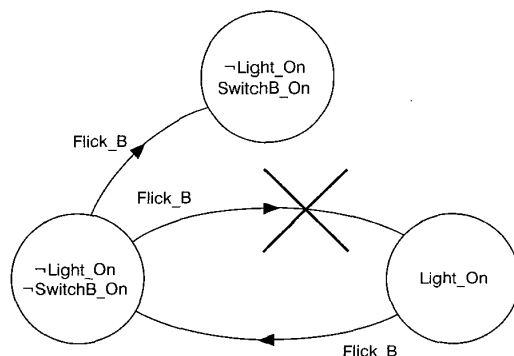 ¬Light_On
SwitchB_On
Flick_B
Flick_B
¬Light_On
¬SwitchB_On
Light_On
Flick_B